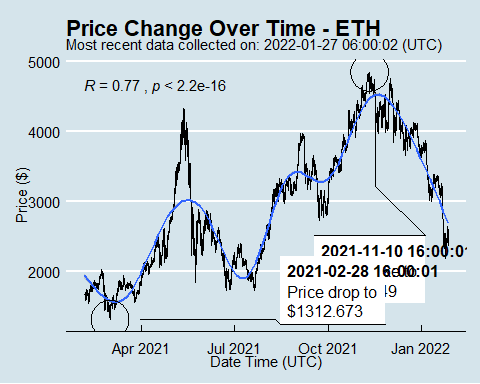 Price Change Over Time - ETH
Most recent data collected on: 2022-01-27 06:00:02 (UTC)
R = 0.77 , p < 2.2e-16
5000
4000
3000
2000
Price ($)
2021-11-10 16:00:01
2021-02-28 16:00:01
Price drop to
49
$1312.673
Apr 2021
Jul 2021
Oct 2021
Jan 2022
Date Time (UTC)